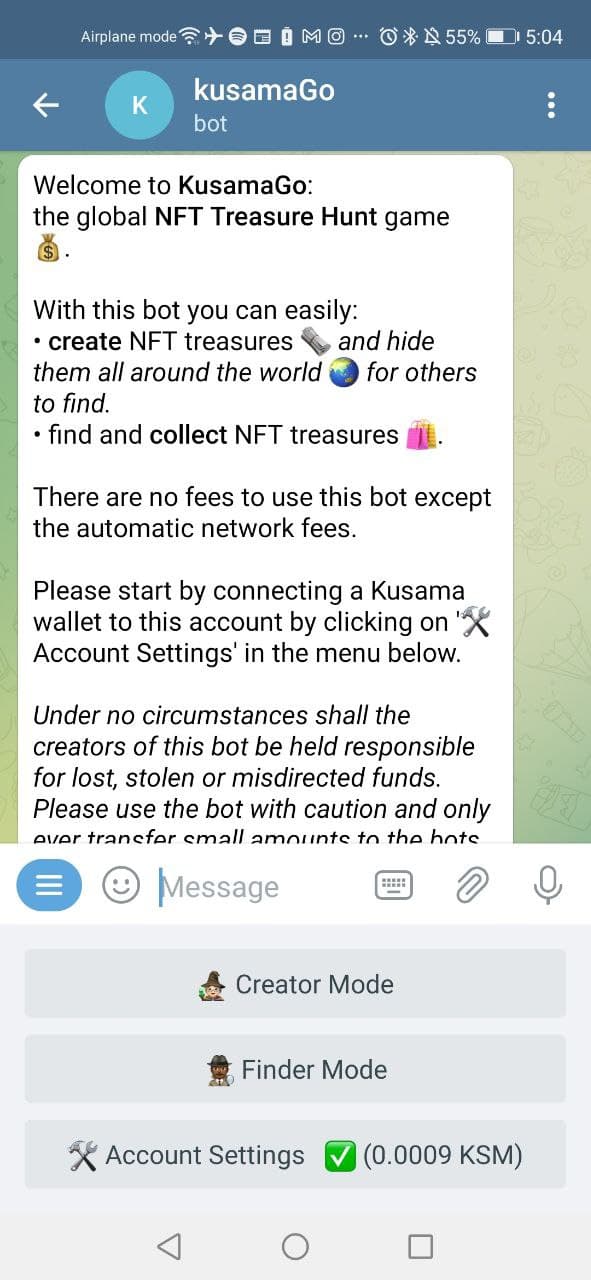 Airplane mode 55% 5:04
K
kusamaGo
bot
Welcome to KusamaGo:
the global NFT Treasure Hunt game
💰.
With this bot you can easily:
• create NFT treasures 🗞 and hide
them all around the world 🌏 for others
to find.
• find and collect NFT treasures 🛍.
There are no fees to use this bot except
the automatic network fees.
Please start by connecting a Kusama
wallet to this account by clicking on '🛠
Account Settings' in the menu below.
Under no circumstances shall the
creators of this bot be held responsible
for lost, stolen or misdirected funds.
Please use the bot with caution and only
ever transfer small amounts to the bots
Message
Creator Mode
Finder Mode
🛠 Account Settings ✅ (0.0009 KSM)